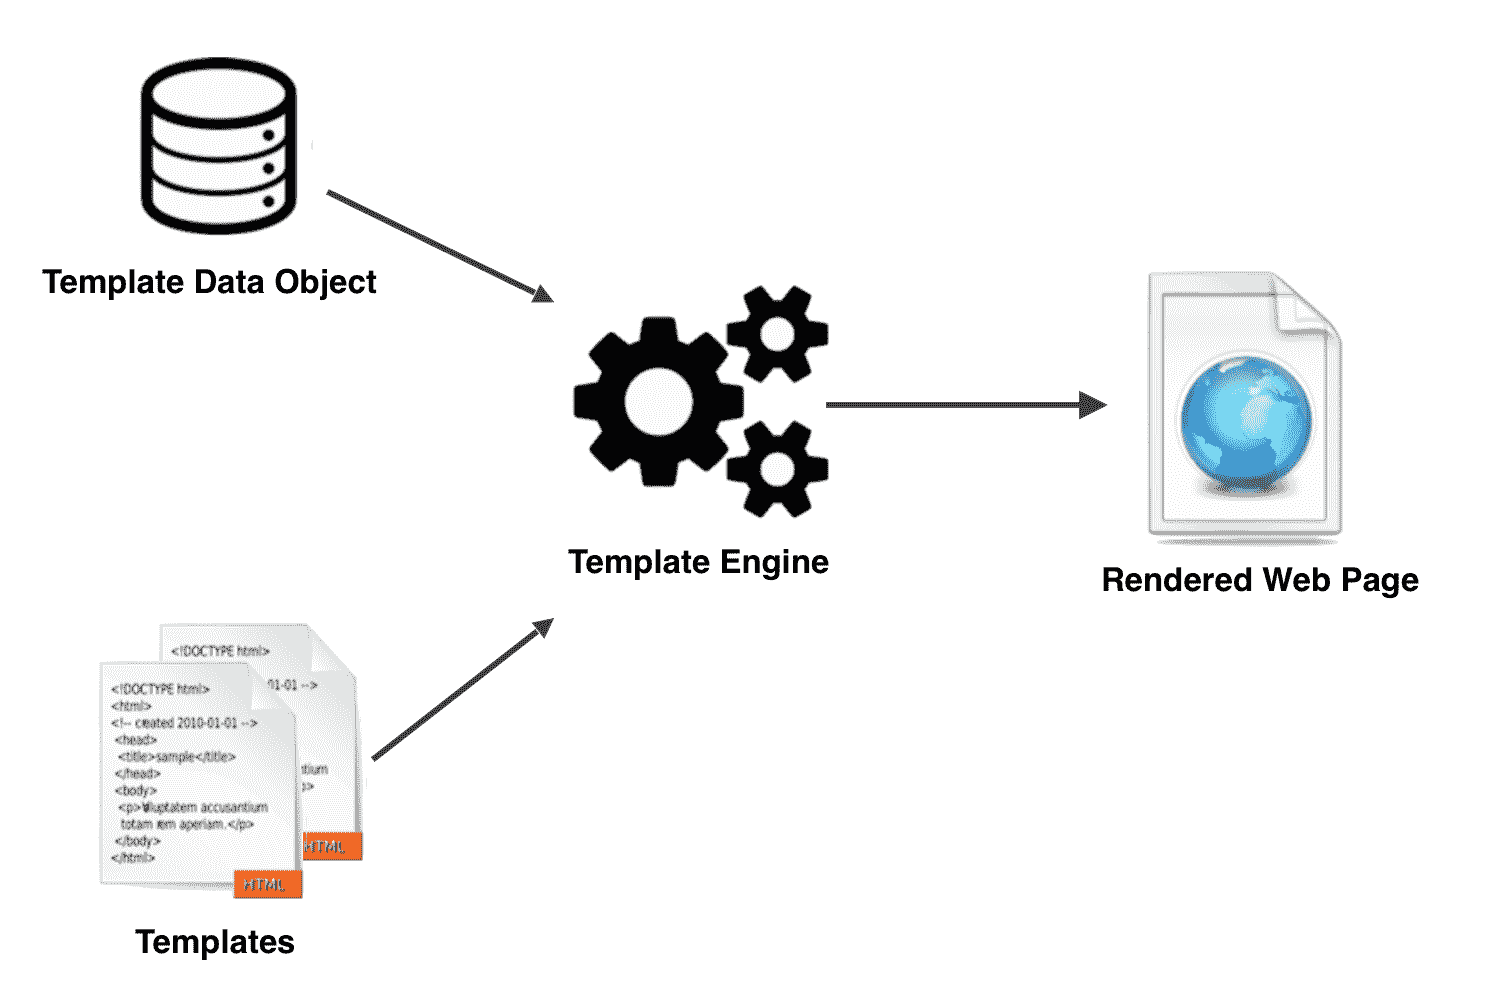 Template Data Object
Template Engine
Rendered Web Page
<!DOCTYPE html>
01-01 -->
tium
HTML
<!DOCTYPE html>
<html>
<!-- created 2010-01-01 -->
<head>
<title>sample</title>
</head>
<body>
<p>Voluptatem accusantium
totam rem aperiam.</p>
</body>
</html>
HTML
Templates